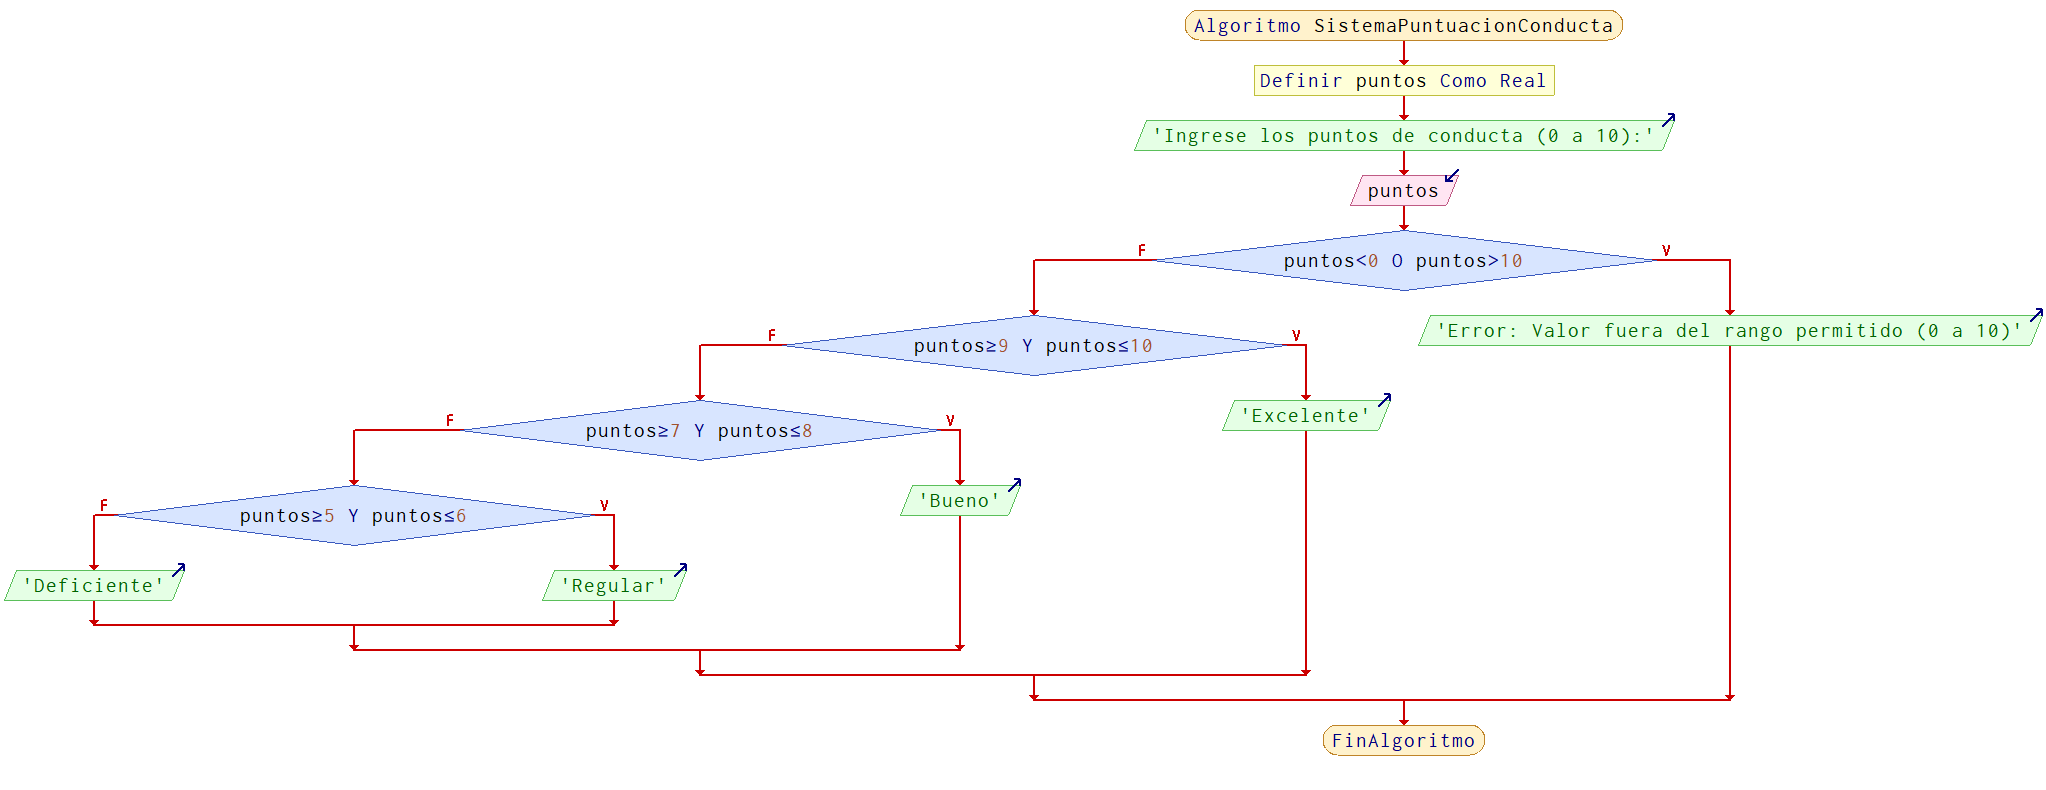 Algoritmo SistemaPuntuacionConducta
Definir puntos Como Real
'Ingrese los puntos de conducta (0 a 10):'
puntos
F
V
puntos<0 O puntos>10
F
V
puntos≥9 Y puntos≤10
'Error: Valor fuera del rango permitido (0 a 10)'
F
V
puntos≥7 Y puntos≤8
'Excelente'
F
V
puntos≥5 Y puntos≤6
'Bueno'
'Deficiente'
'Regular'
FinAlgoritmo